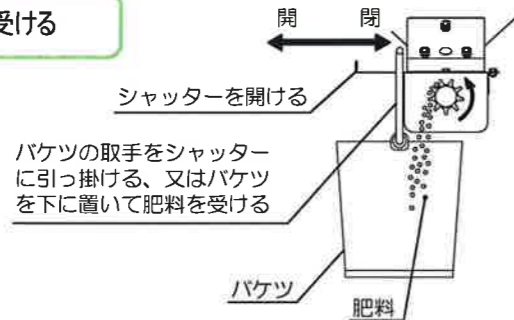 受ける
開 閉
シャッターを開ける
バケツの取手をシャッター
に引っ掛ける、又はバケツ
を下に置いて肥料を受ける
バケツ
肥料